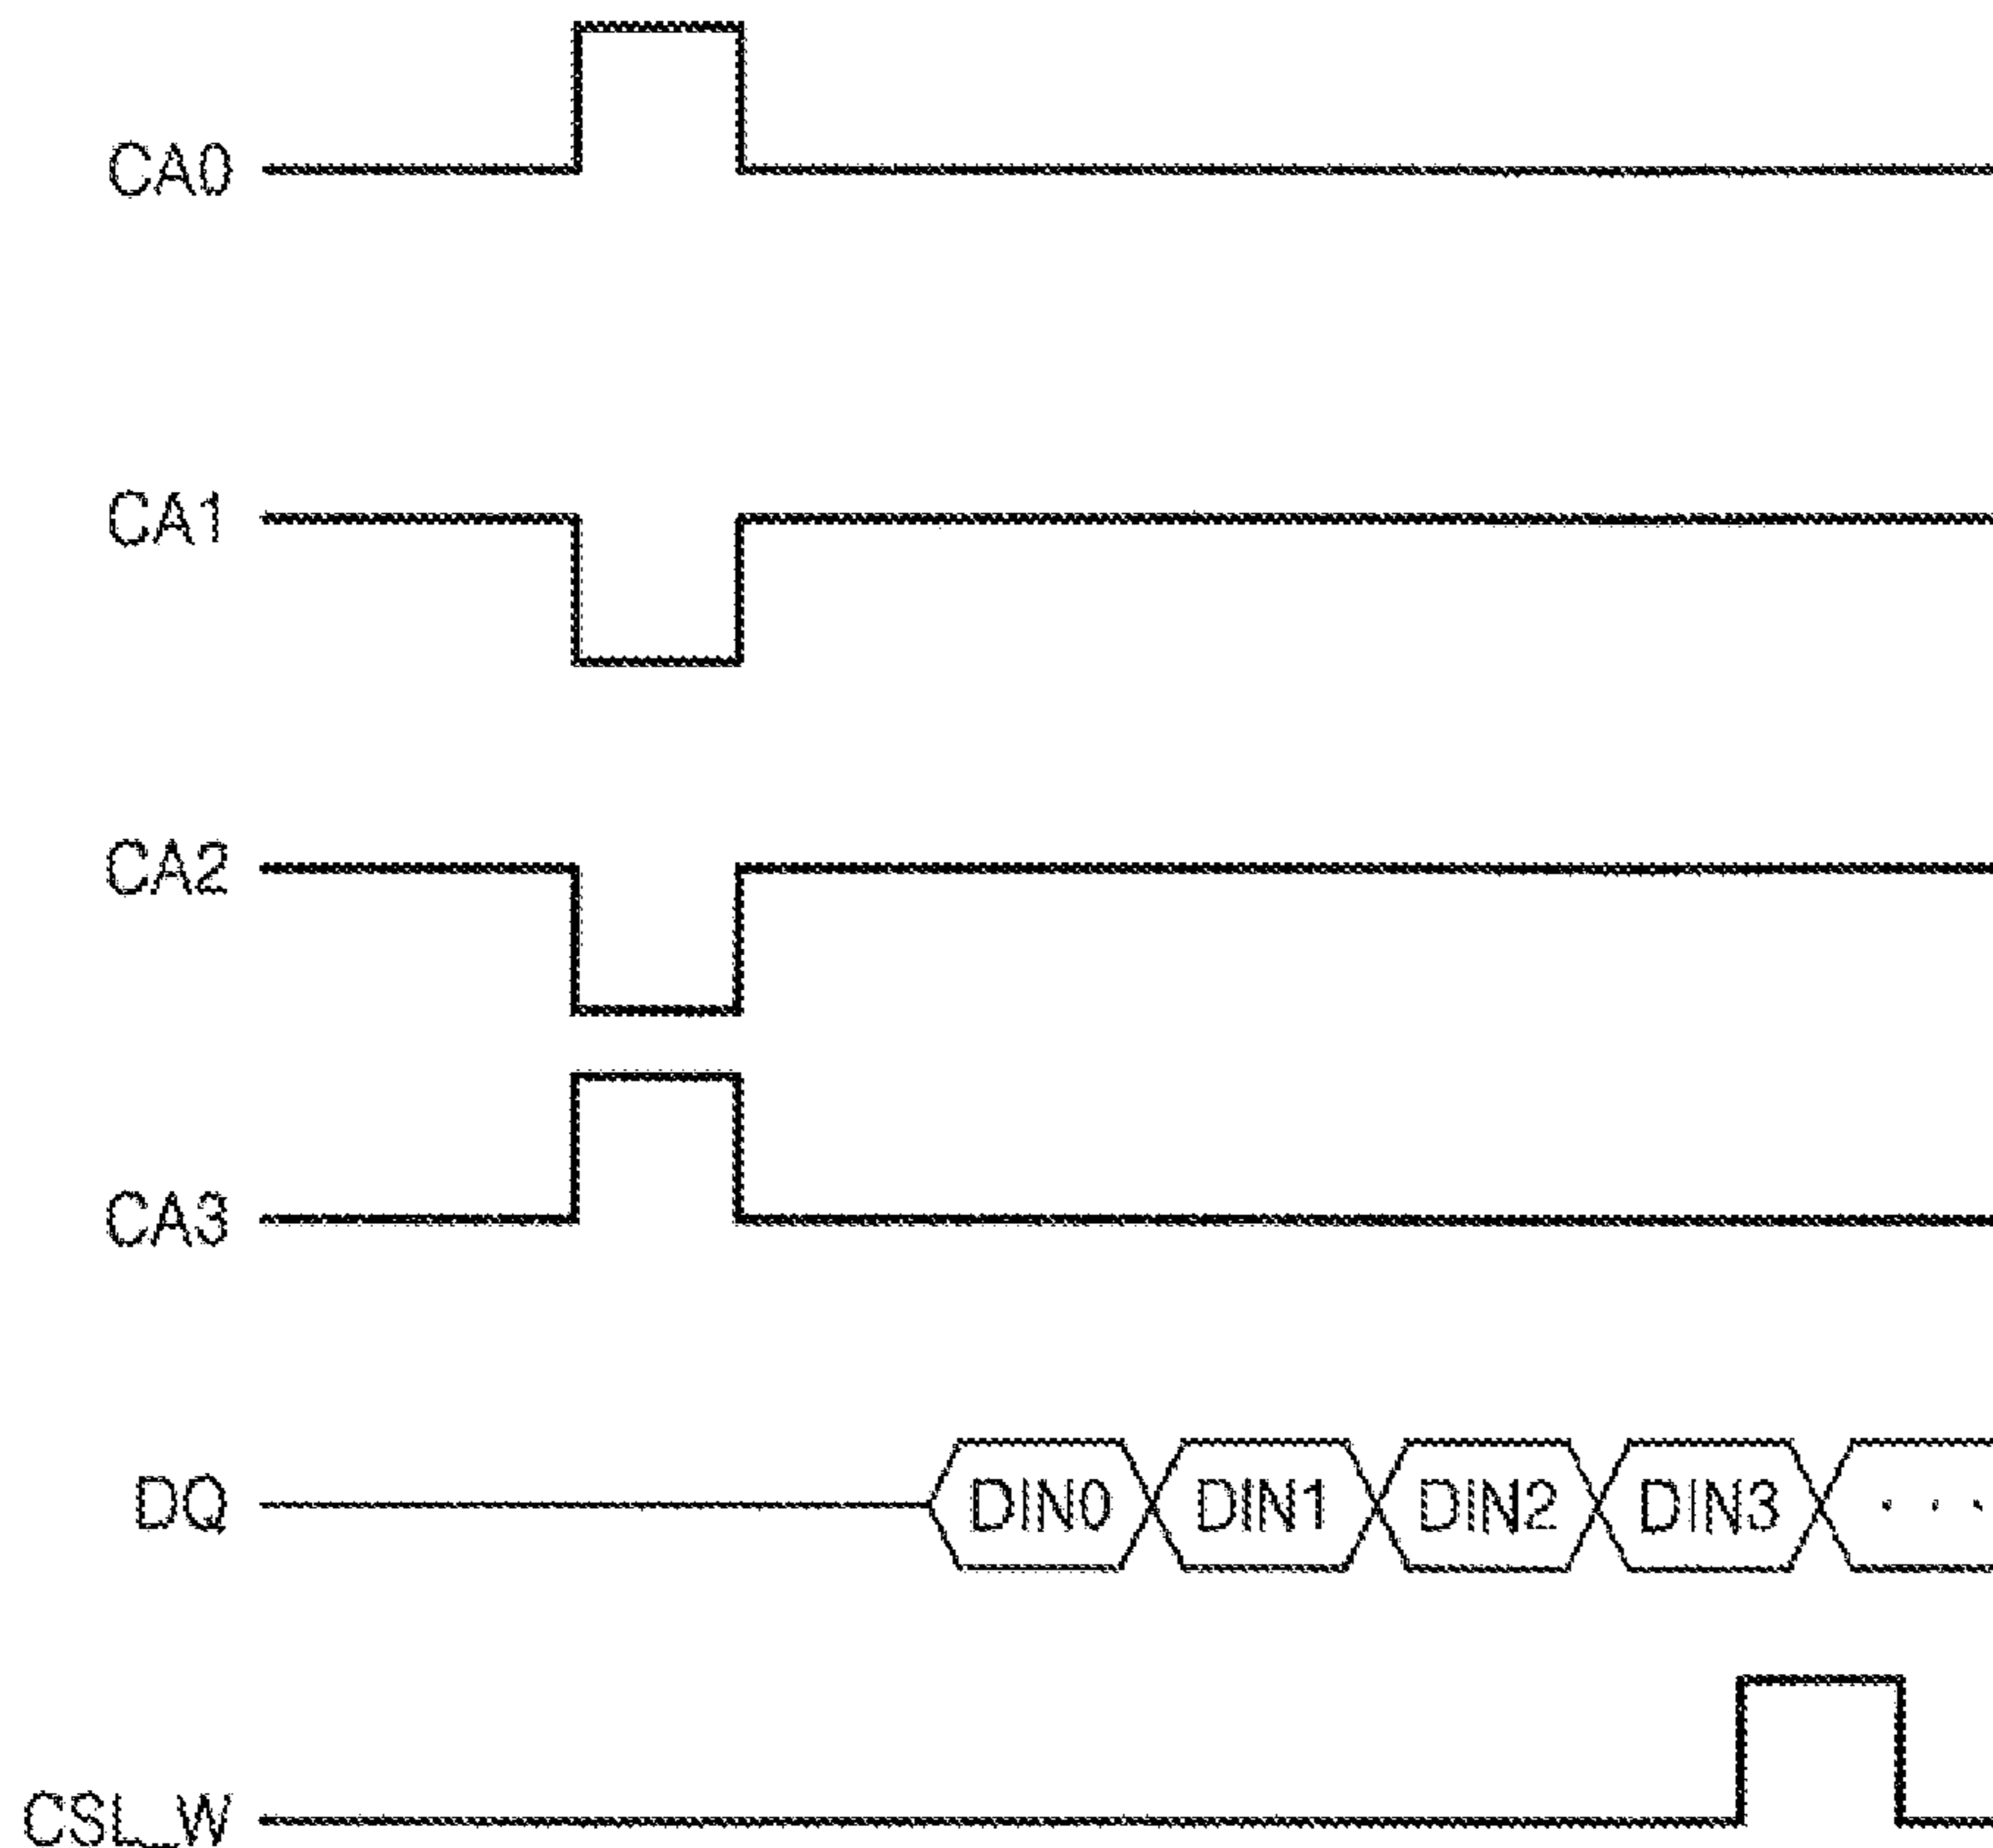 CA0
CA1
CA2
CA3
DQ DIN0 DIN1 DIN2 DIN3 ...
CSL_W